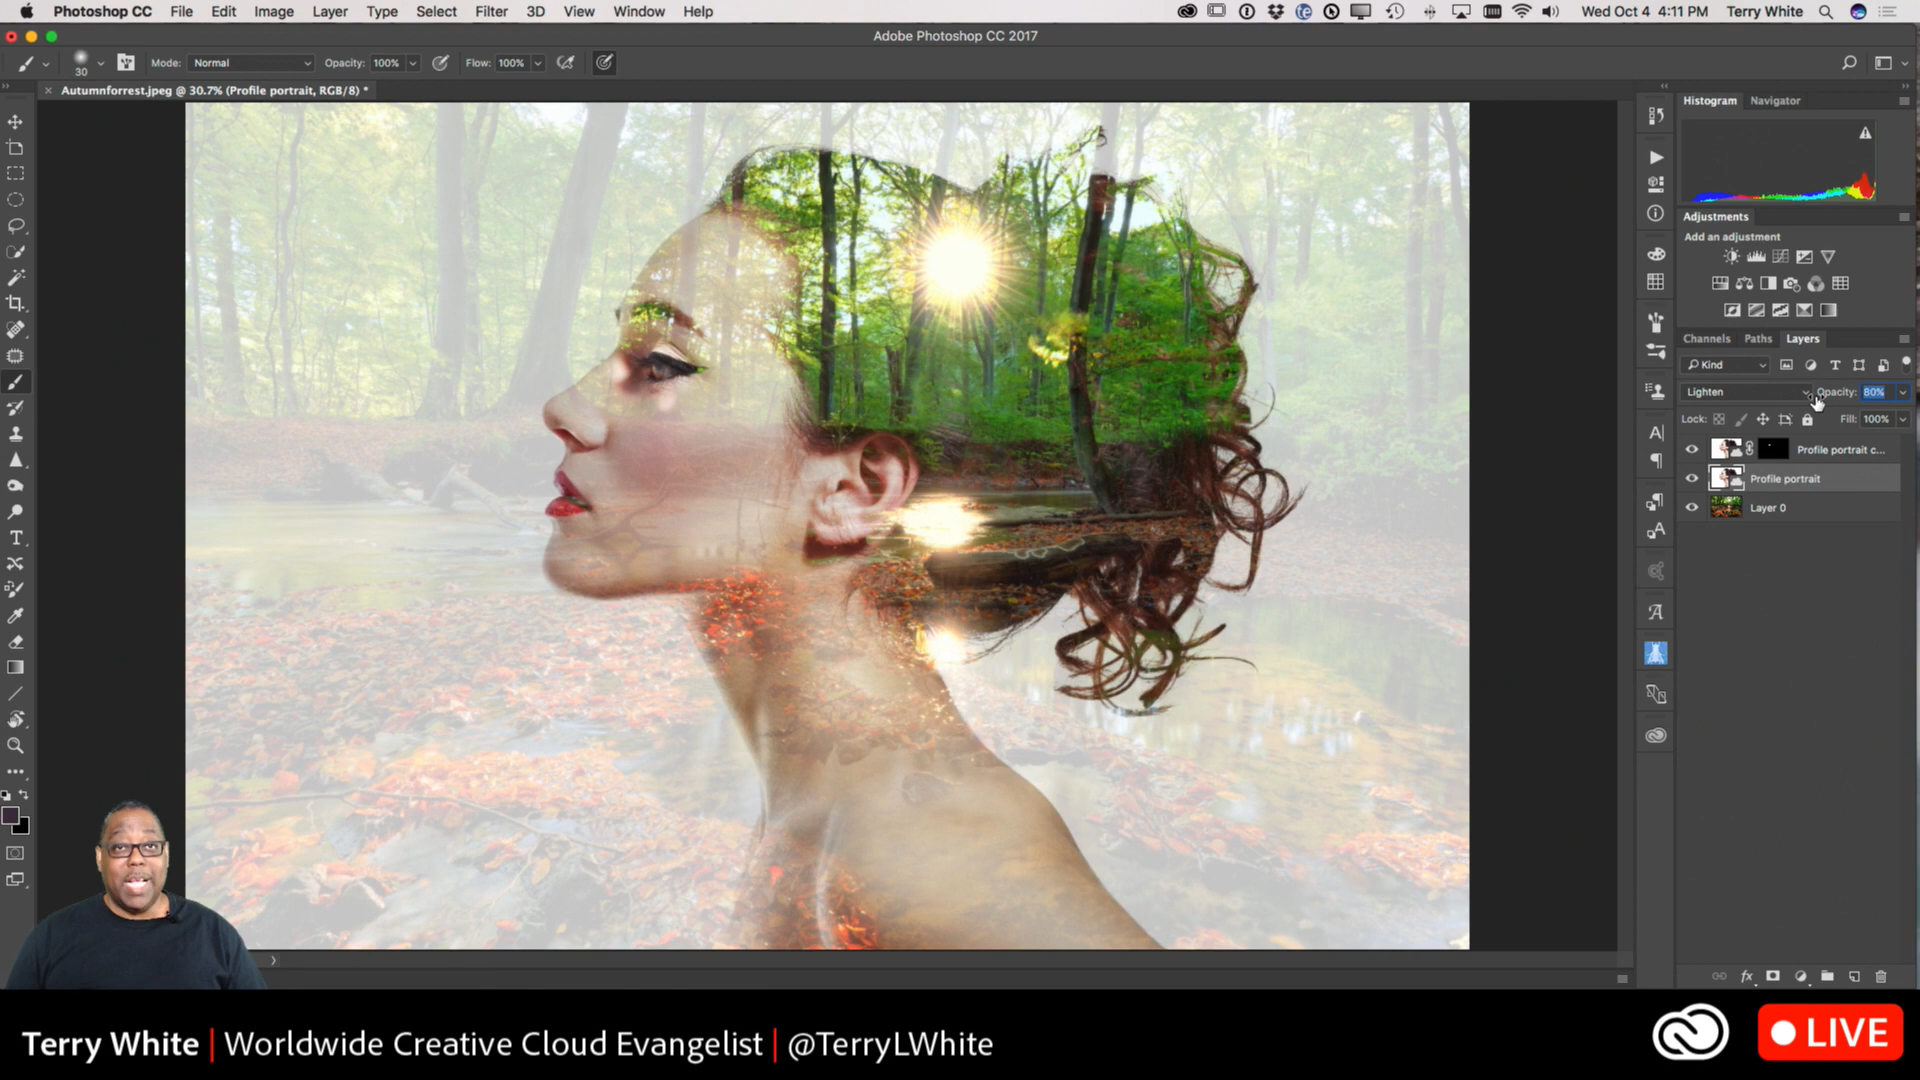 Photoshop CC File Edit Image Layer Type Select Filter 3D View Window Help Wed Oct 4 4:11 PM Terry White
Adobe Photoshop CC 2017
30 Mode: Normal Opacity: 100% Flow: 100%
× Autumnforrest.jpeg @ 30.7% (Profile portrait, RGB/8) *
Histogram Navigator
Adjustments
Add an adjustment
Channels Paths Layers
Kind
Lighten Opacity: 80%
Lock: Fill: 100%
Profile portrait c...
Profile portrait
Layer 0
fx
Terry White | Worldwide Creative Cloud Evangelist | @TerryLWhite
LIVE